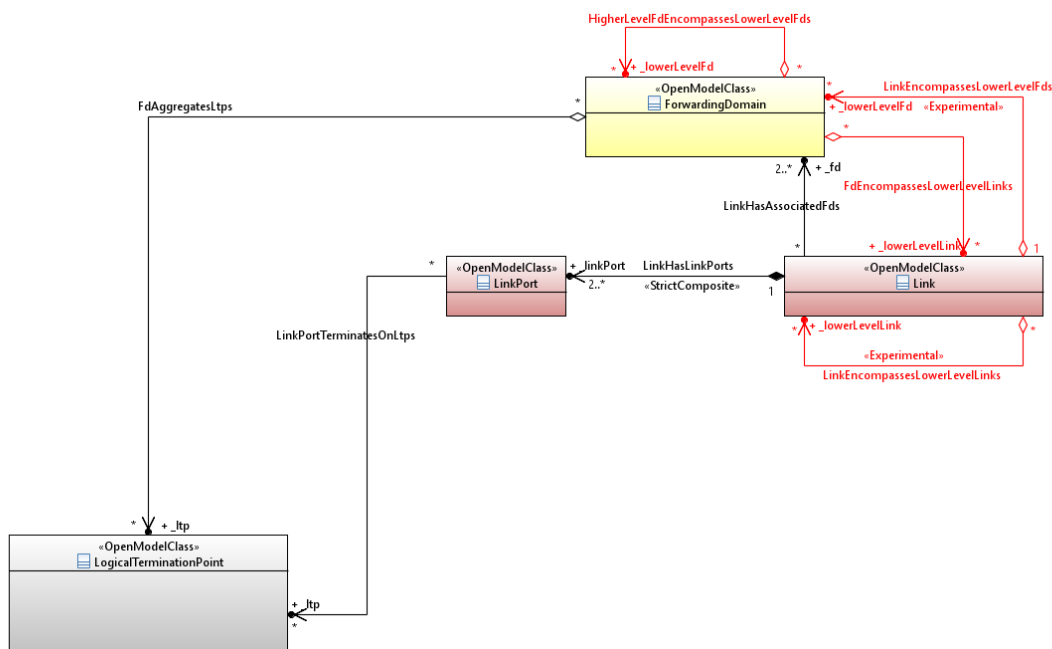 HigherLevelFdEncompassesLowerLevelFds
* + _lowerLevelFd *
«OpenModelClass»
ForwardingDomain
* LinkEncompassesLowerLevelFds
+ _lowerLevelFd «Experimental»
FdAggregatesLtps *
*
2..* + _fd
FdEncompassesLowerLevelLinks
LinkHasAssociatedFds
* + _lowerLevelLink * 1
«OpenModelClass»
Link
* + _linkPort LinkHasLinkPorts
2..* «StrictComposite» 1
«OpenModelClass»
LinkPort
* + _lowerLevelLink *
«Experimental»
LinkEncompassesLowerLevelLinks
LinkPortTerminatesOnLtps
* + _ltp
«OpenModelClass»
LogicalTerminationPoint
+ _ltp
*